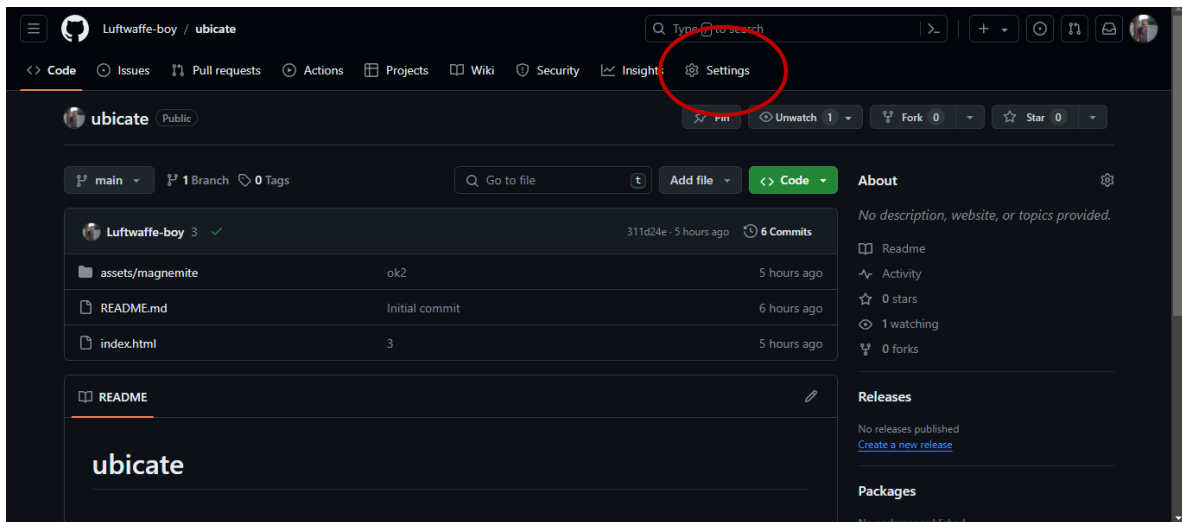 Luftwaffe-boy / ubicate
Type / to search
Code Issues Pull requests Actions Projects Wiki Security Insights Settings
ubicate Public
Pin Unwatch 1 Fork 0 Star 0
main 1 Branch 0 Tags Go to file t Add file Code
About
No description, website, or topics provided.
Luftwaffe-boy 3 311d24e · 5 hours ago 6 Commits
assets/magnemite ok2 5 hours ago
README.md Initial commit 6 hours ago
index.html 3 5 hours ago
Readme
Activity
0 stars
1 watching
0 forks
README
ubicate
Releases
No releases published
Create a new release
Packages
No packages published